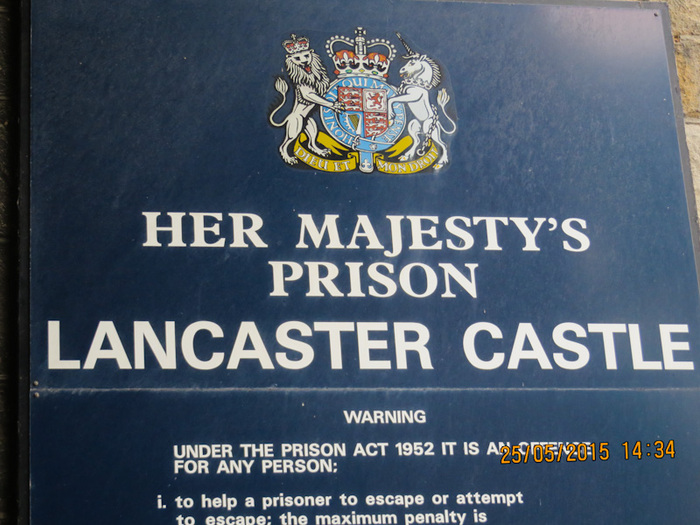 DIEU ET MON DROIT
HER MAJESTY'S
PRISON
LANCASTER CASTLE
WARNING
UNDER THE PRISON ACT 1952 IT IS AN OFFENCE
FOR ANY PERSON;
i. to help a prisoner to escape or attempt
to escape; the maximum penalty is
25/05/2015 14:34